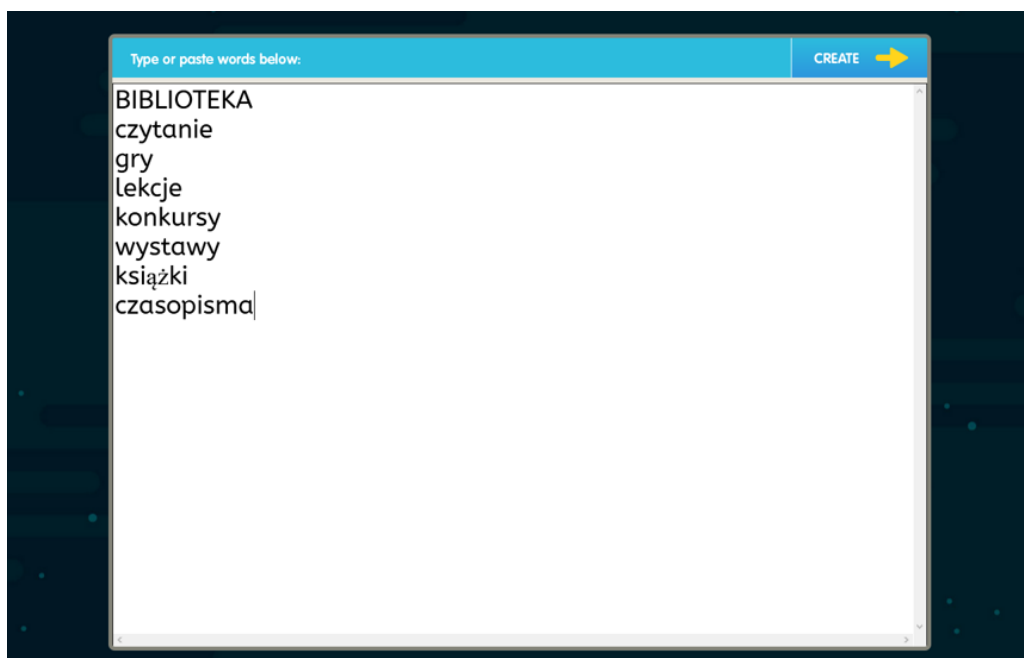 Type or paste words below:
CREATE
BIBLIOTEKA
czytanie
gry
lekcje
konkursy
wystawy
książki
czasopisma